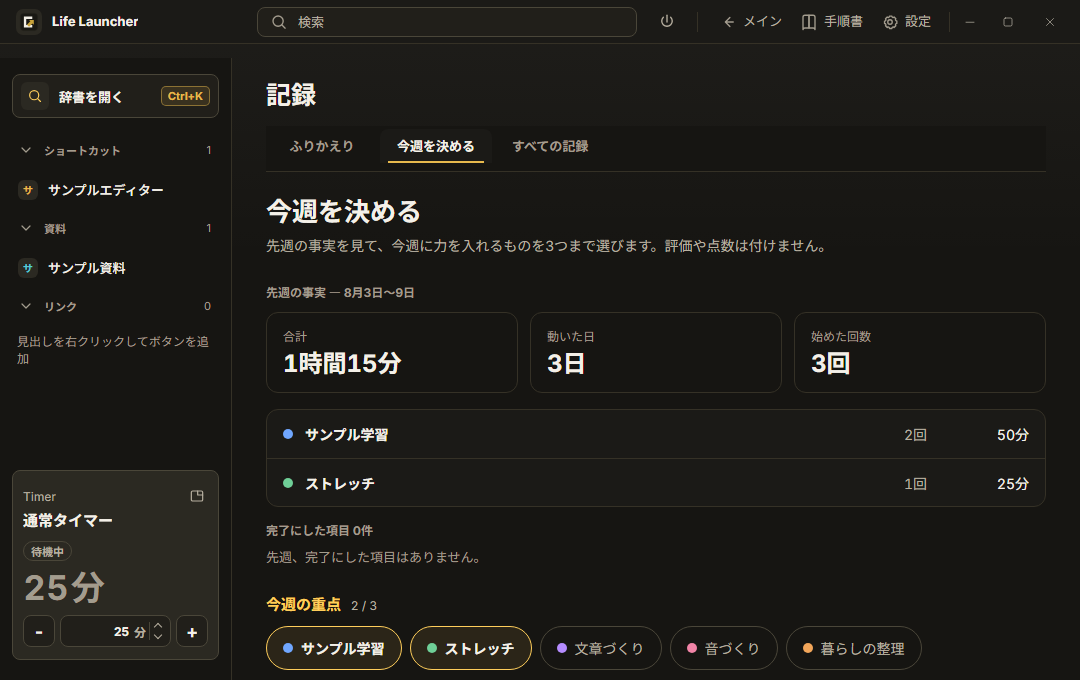 Life Launcher
検索
メイン
手順書
設定
辞書を開く
Ctrl+K
ショートカット 1
サ サンプルエディター
資料 1
サ サンプル資料
リンク 0
見出しを右クリックしてボタンを追
加
Timer
通常タイマー
待機中
25分
- 25 分 +
記録
ふりかえり 今週を決める すべての記録
今週を決める
先週の事実を見て、今週に力を入れるものを3つまで選びます。評価や点数は付けません。
先週の事実 — 8月3日〜9日
合計
1時間15分
動いた日
3日
始めた回数
3回
サンプル学習 2回 50分
ストレッチ 1回 25分
完了にした項目 0件
先週、完了にした項目はありません。
今週の重点 2 / 3
サンプル学習 ストレッチ 文章づくり 音づくり 暮らしの整理